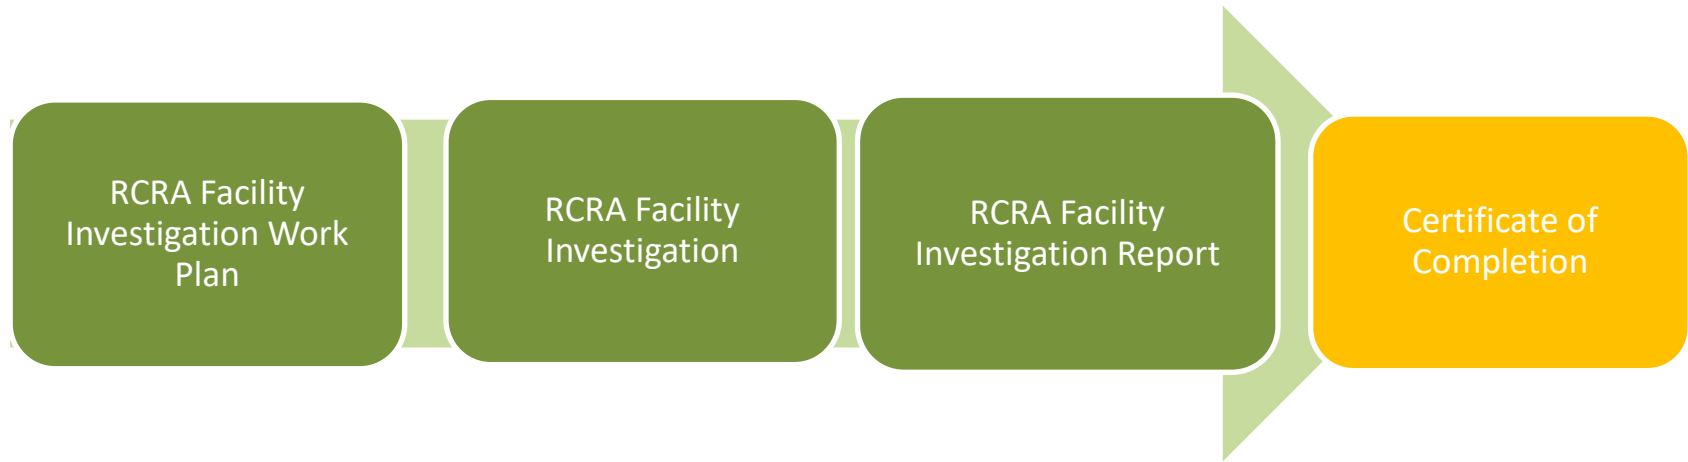 RCRA Facility
Investigation Work
Plan
RCRA Facility
Investigation
RCRA Facility
Investigation Report
Certificate of
Completion